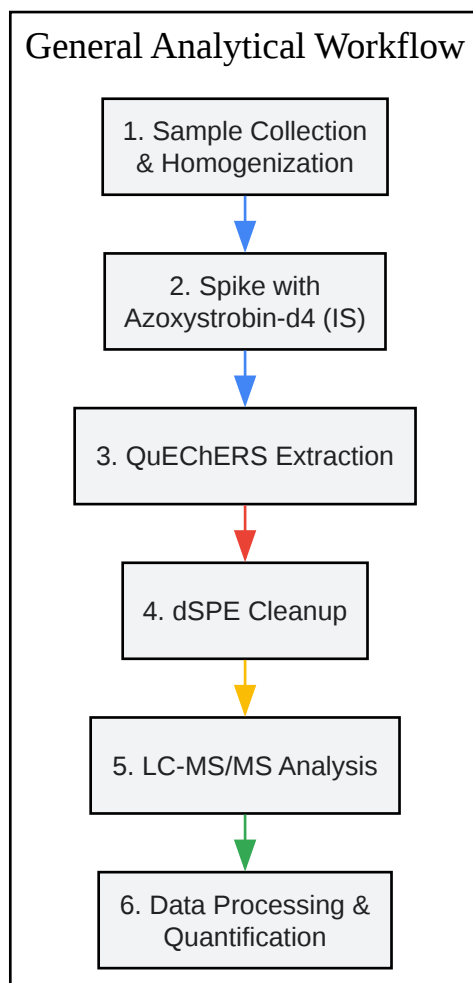 General Analytical Workflow
1. Sample Collection
& Homogenization
2. Spike with
Azoxystrobin-d4 (IS)
3. QuEChERS Extraction
4. dSPE Cleanup
5. LC-MS/MS Analysis
6. Data Processing &
Quantification